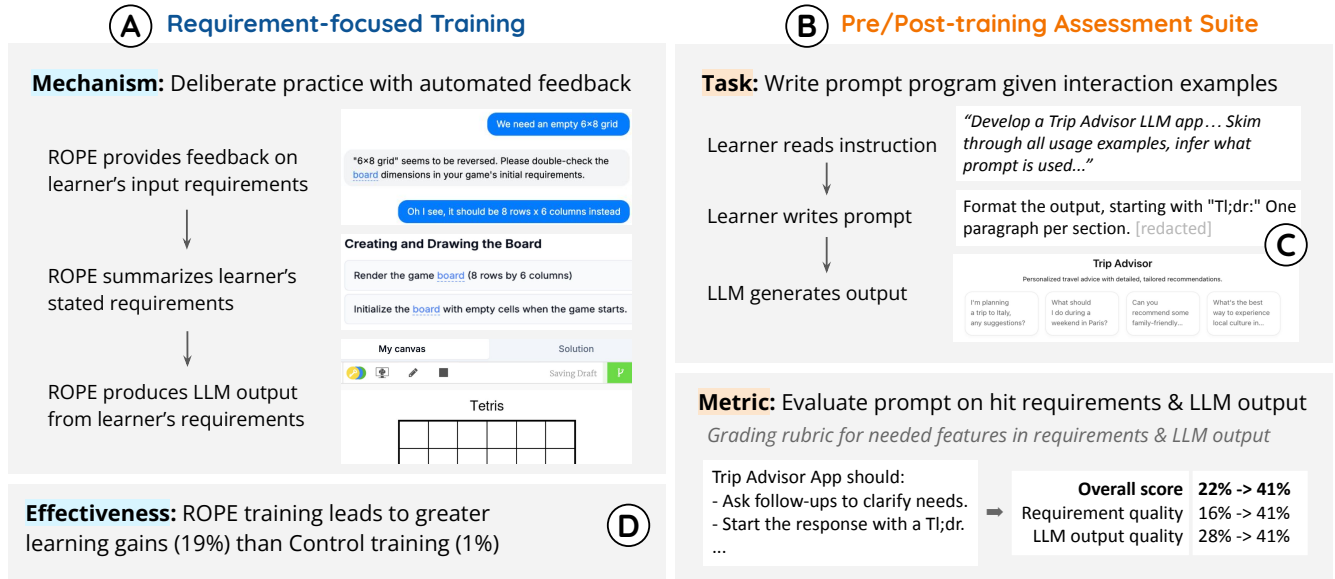 A Requirement-focused Training
Mechanism: Deliberate practice with automated feedback
ROPE provides feedback on
learner's input requirements
ROPE summarizes learner's
stated requirements
ROPE produces LLM output
from learner's requirements
We need an empty 6×8 grid
"6×8 grid" seems to be reversed. Please double-check the
board dimensions in your game's initial requirements.
Oh I see, it should be 8 rows x 6 columns instead
Creating and Drawing the Board
Render the game board (8 rows by 6 columns)
Initialize the board with empty cells when the game starts.
My canvas Solution
Saving Draft
Tetris
Effectiveness: ROPE training leads to greater
learning gains (19%) than Control training (1%)
D
B Pre/Post-training Assessment Suite
Task: Write prompt program given interaction examples
Learner reads instruction
Learner writes prompt
LLM generates output
“Develop a Trip Advisor LLM app... Skim
through all usage examples, infer what
prompt is used...”
Format the output, starting with "Tl;dr:" One
paragraph per section. [redacted]
C
Trip Advisor
Personalized travel advice with detailed, tailored recommendations.
I'm planning
a trip to Italy,
any suggestions?
What should
I do during a
weekend in Paris?
Can you
recommend some
family-friendly...
What's the best
way to experience
local culture in...
Metric: Evaluate prompt on hit requirements & LLM output
Grading rubric for needed features in requirements & LLM output
Trip Advisor App should:
- Ask follow-ups to clarify needs.
- Start the response with a Tl;dr.
...
Overall score 22% -> 41%
Requirement quality 16% -> 41%
LLM output quality 28% -> 41%